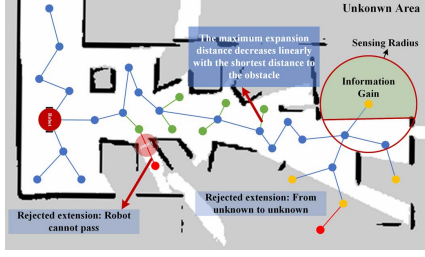 Unkonwn Area
Sensing Radius
The maximum expansion
distance decreases linearly
with the shortest distance to
the obstacle
Information
Gain
Robot
Rejected extension: From
unknown to unknown
Rejected extension: Robot
cannot pass